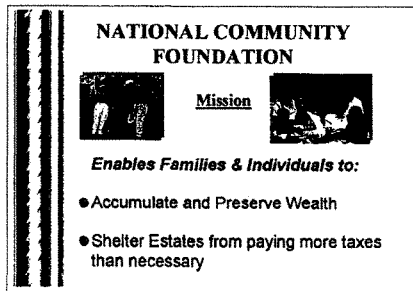 NATIONAL COMMUNITY
FOUNDATION
Mission
Enables Families & Individuals to:
●Accumulate and Preserve Wealth
●Shelter Estates from paying more taxes
than necessary